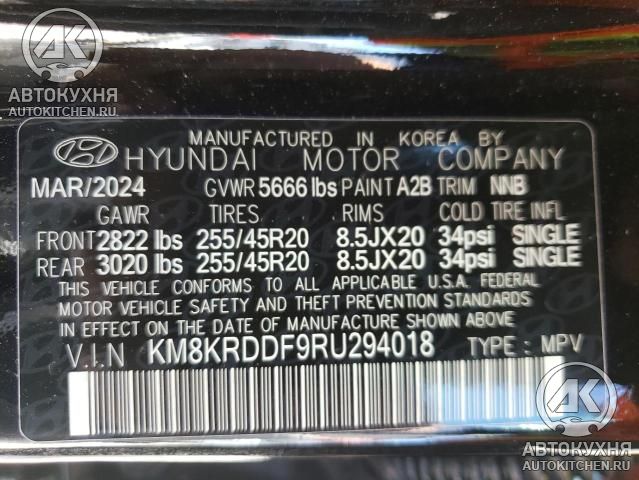 АВТОКУХНЯ
AUTOKITCHEN.RU
MANUFACTURED IN KOREA BY
HYUNDAI MOTOR COMPANY
MAR/2024 GVWR 5666 lbs PAINT A2B TRIM NNB
GAWR TIRES RIMS COLD TIRE INFL
FRONT 2822 lbs 255/45R20 8.5JX20 34psi SINGLE
REAR 3020 lbs 255/45R20 8.5JX20 34psi SINGLE
THIS VEHICLE CONFORMS TO ALL APPLICABLE U.S.A. FEDERAL
MOTOR VEHICLE SAFETY AND THEFT PREVENTION STANDARDS
IN EFFECT ON THE DATE OF MANUFACTURE SHOWN ABOVE.
V.I.N KM8KRDDF9RU294018 TYPE : MPV
АВТОКУХНЯ
AUTOKITCHEN.RU